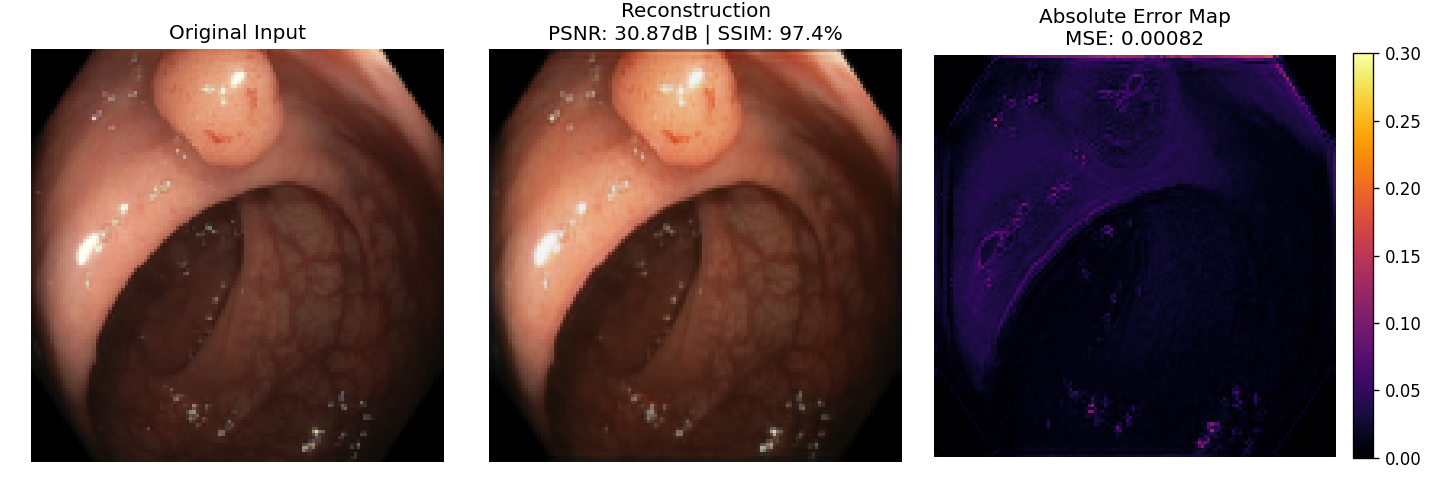 Original Input
Reconstruction
PSNR: 30.87dB | SSIM: 97.4%
Absolute Error Map
MSE: 0.00082
0.30
0.25
0.20
0.15
0.10
0.05
0.00